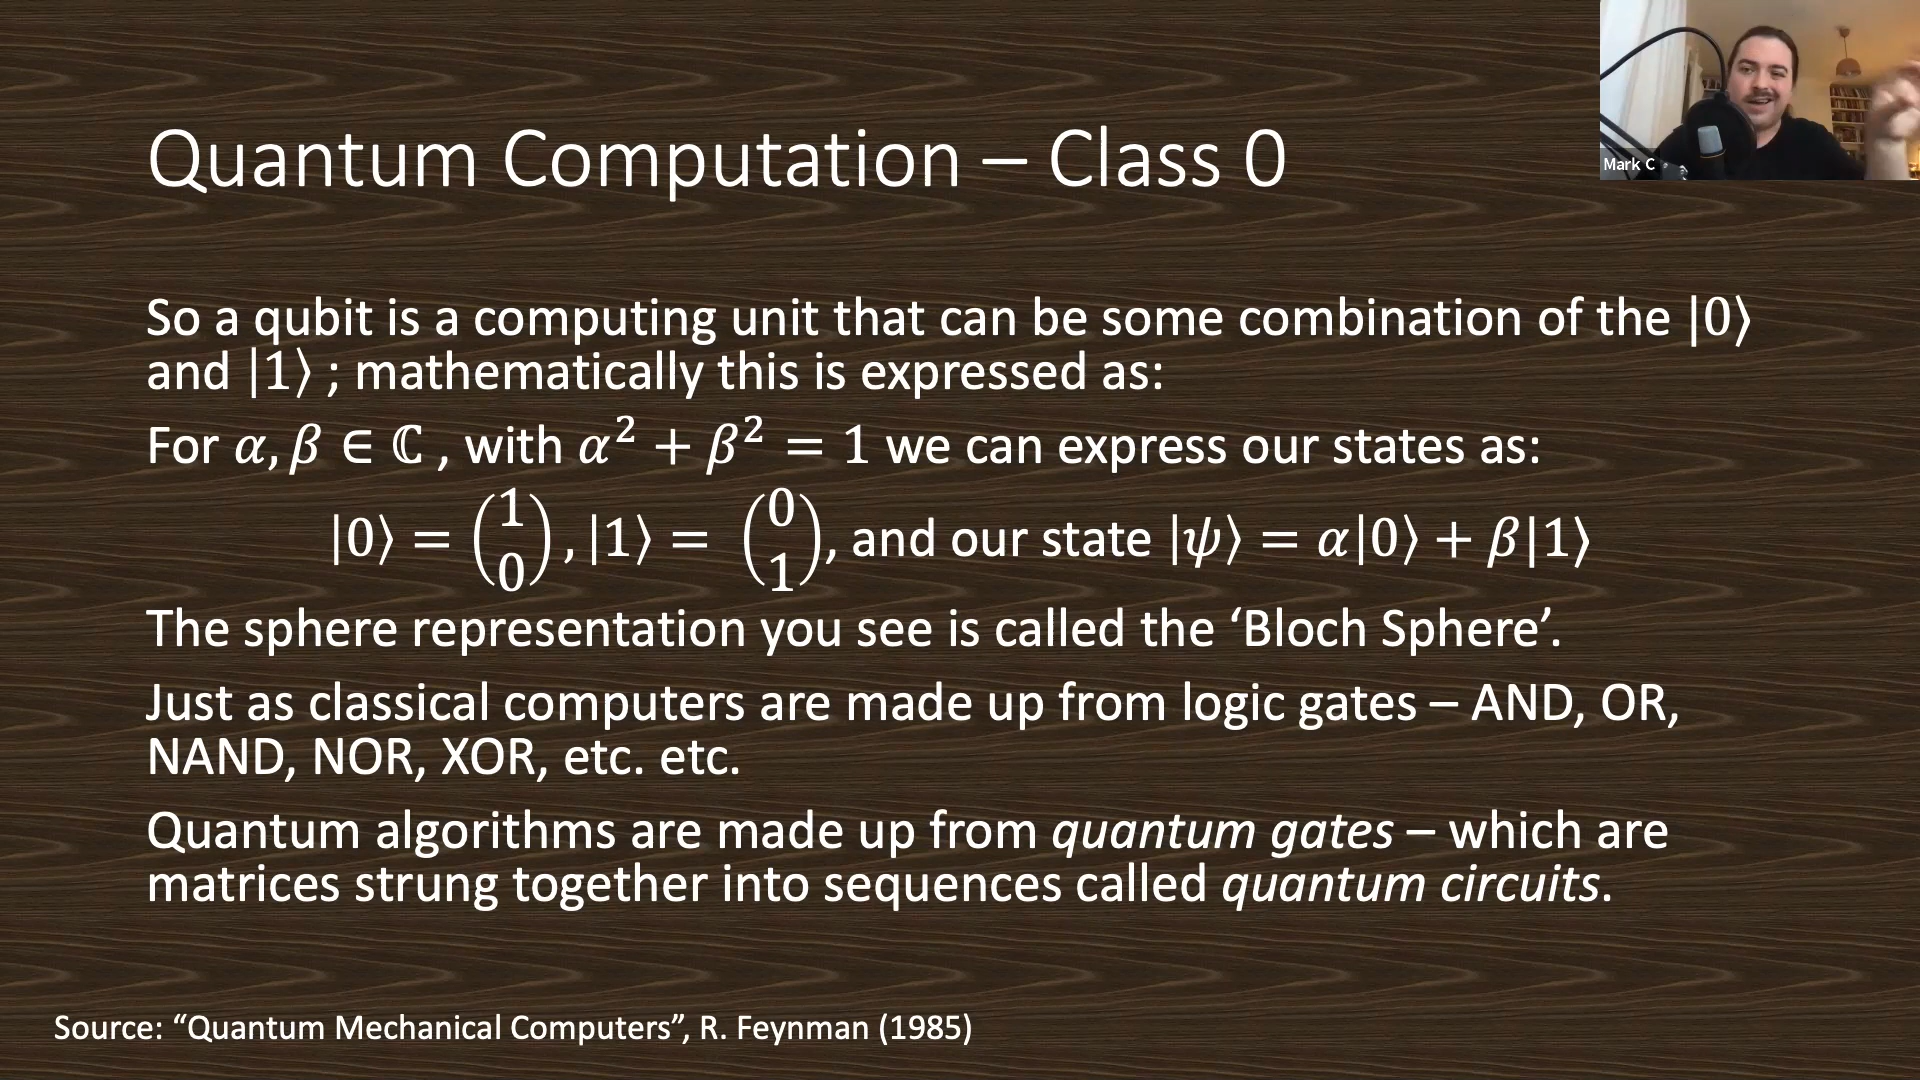 Quantum Computation – Class 0
Mark C
So a qubit is a computing unit that can be some combination of the |0⟩
and |1⟩ ; mathematically this is expressed as:
For α, β ∈ ℂ , with α² + β² = 1 we can express our states as:
|0⟩ = (1 0), |1⟩ = (0 1), and our state |ψ⟩ = α|0⟩ + β|1⟩
The sphere representation you see is called the ‘Bloch Sphere’.
Just as classical computers are made up from logic gates – AND, OR,
NAND, NOR, XOR, etc. etc.
Quantum algorithms are made up from quantum gates – which are
matrices strung together into sequences called quantum circuits.
Source: “Quantum Mechanical Computers”, R. Feynman (1985)